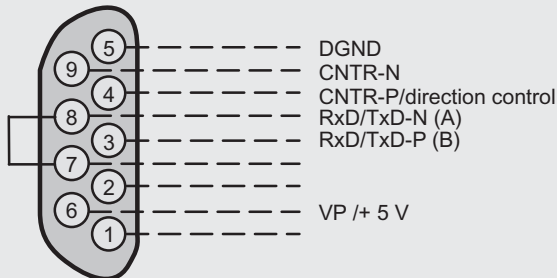 5 DGND
9 CNTR-N
4 CNTR-P/direction control
8 RxD/TxD-N (A)
3 RxD/TxD-P (B)
7
2
6 VP /+ 5 V
1